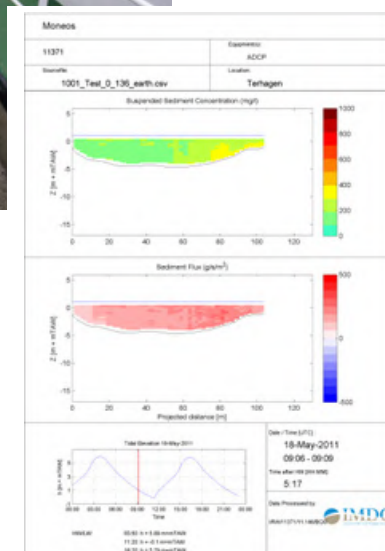 Moneos
11371
Equipment(s)
ADCP
Sourcefile
1001_Test_0_136_earth.csv
Location
Terhagen
Suspended Sediment Concentration (mg/l)
Z [m + mTAW]
5
0
-5
-10
-15
0 20 40 60 80 100 120
1000
800
600
400
200
0
Sediment Flux (g/s/m²)
Z [m + mTAW]
5
0
-5
-10
-15
0 20 40 60 80 100 120
Projected distance [m]
500
0
-500
Tidal Elevation 18-May-2011
Time
Date / Time [UTC]
18-May-2011
09:06 - 09:09
5:17
Data Processed by
IMDC